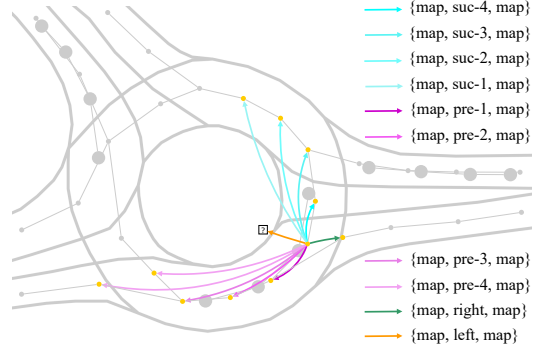 {map, suc-4, map}
{map, suc-3, map}
{map, suc-2, map}
{map, suc-1, map}
{map, pre-1, map}
{map, pre-2, map}
?
{map, pre-3, map}
{map, pre-4, map}
{map, right, map}
{map, left, map}